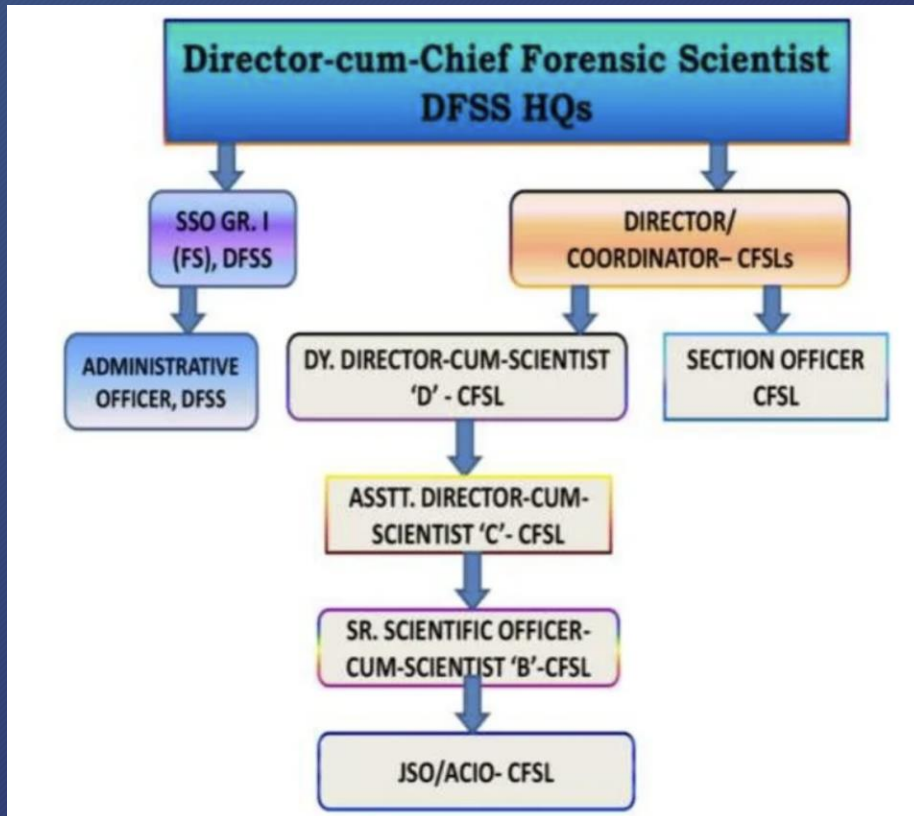 Director-cum-Chief Forensic Scientist
DFSS HQs
SSO GR. I
(FS), DFSS
DIRECTOR/
COORDINATOR– CFSLs
ADMINISTRATIVE
OFFICER, DFSS
DY. DIRECTOR-CUM-SCIENTIST
‘D’ - CFSL
SECTION OFFICER
CFSL
ASSTT. DIRECTOR-CUM-
SCIENTIST ‘C’- CFSL
SR. SCIENTIFIC OFFICER-
CUM-SCIENTIST ‘B’-CFSL
JSO/ACIO- CFSL